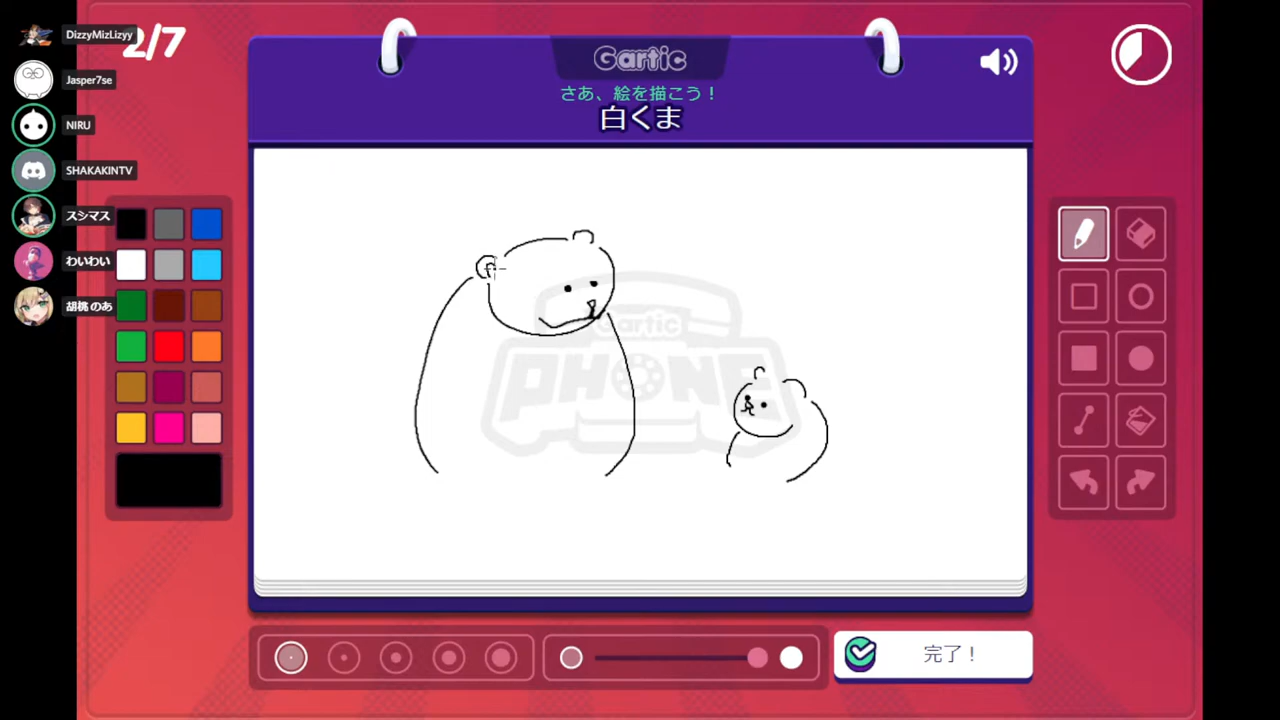 DizzyMizLizyy
2/7
Jasper7se
NIRU
SHAKAKINTV
スシマス
わいわい
胡桃のあ
Gartic
さあ、絵を描こう！
白くま
Gartic
PHONE
完了！